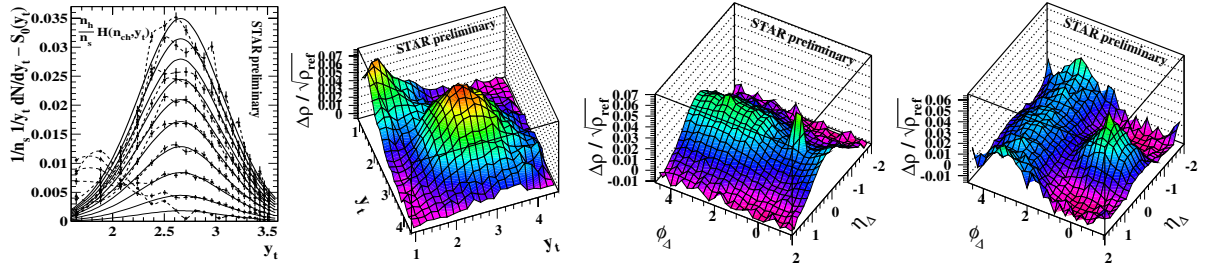 0.035
0.03
0.025
0.02
0.015
0.01
0.005
0
1/n_s 1/y_t dN/dy_t − S_0(y_t)
n_h/n_s H(n_ch,y_t)
STAR preliminary
2 2.5 3 3.5
y_t
STAR preliminary
Δρ / √ρ_ref
0.07
0.06
0.05
0.04
0.03
0.02
0.01
0
1 2 3 4
y_t
1 2 3 4
y_t
STAR preliminary
Δρ / √ρ_ref
0.07
0.06
0.05
0.04
0.03
0.02
0.01
0
-0.01
4 2 0
φ_Δ
-2
-1
0
1
2
η_Δ
STAR preliminary
Δρ / √ρ_ref
0.06
0.05
0.04
0.03
0.02
0.01
0
-0.01
4 2 0
φ_Δ
-2
-1
0
1
2
η_Δ